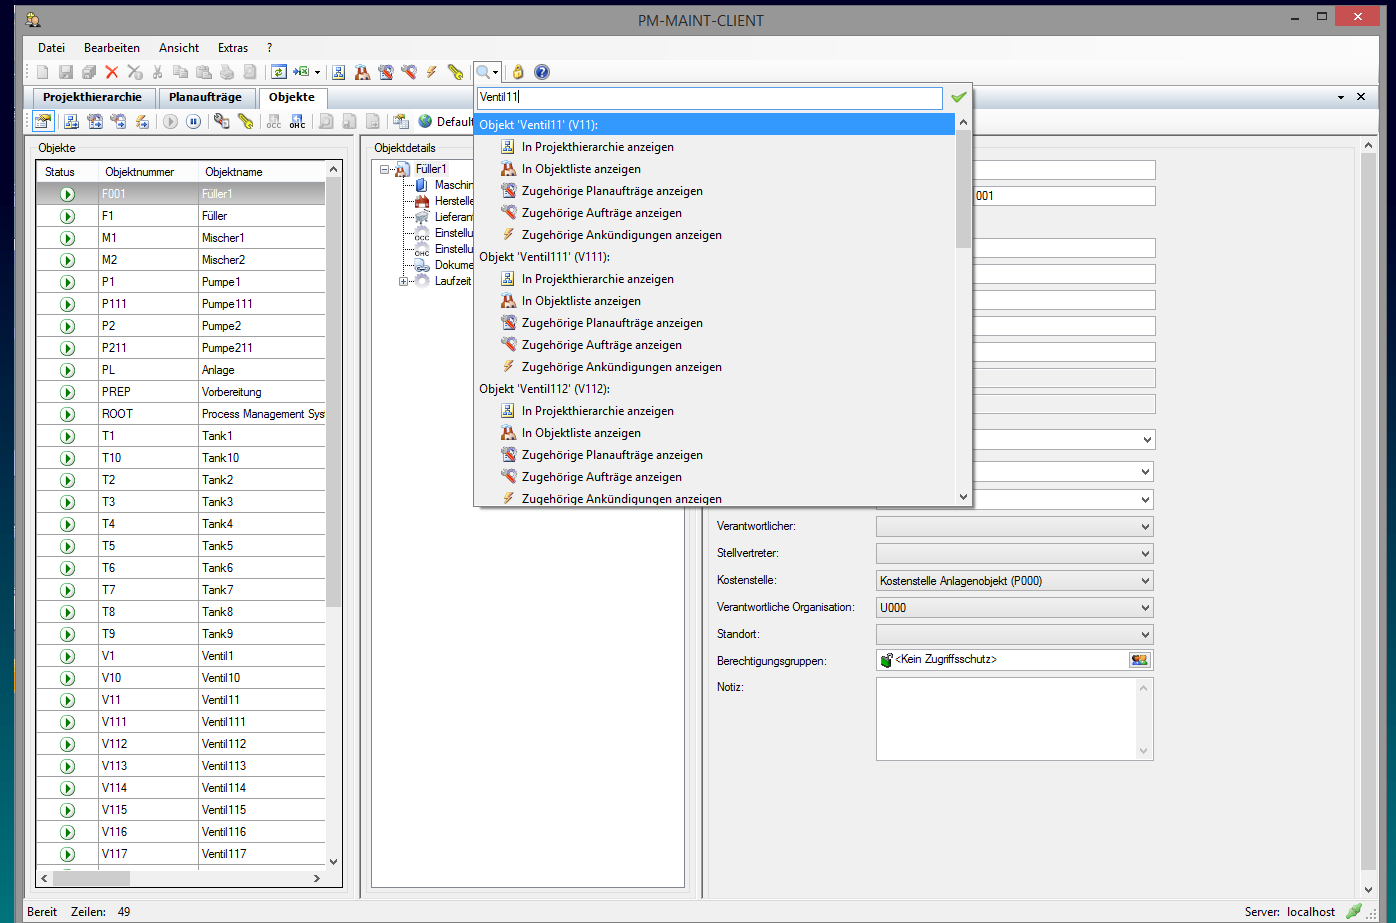 PM-MAINT-CLIENT
Datei Bearbeiten Ansicht Extras ?
Projekthierarchie Planaufträge Objekte
Ventil11
Default
Objekt 'Ventil11' (V11):
In Projekthierarchie anzeigen
In Objektliste anzeigen
Zugehörige Planaufträge anzeigen
Zugehörige Aufträge anzeigen
Zugehörige Ankündigungen anzeigen
Objekt 'Ventil111' (V111):
In Projekthierarchie anzeigen
In Objektliste anzeigen
Zugehörige Planaufträge anzeigen
Zugehörige Aufträge anzeigen
Zugehörige Ankündigungen anzeigen
Objekt 'Ventil112' (V112):
In Projekthierarchie anzeigen
In Objektliste anzeigen
Zugehörige Planaufträge anzeigen
Zugehörige Aufträge anzeigen
Zugehörige Ankündigungen anzeigen
Objekte
Status Objektnummer Objektname
F001 Füller1
F1 Füller
M1 Mischer1
M2 Mischer2
P1 Pumpe1
P111 Pumpe111
P2 Pumpe2
P211 Pumpe211
PL Anlage
PREP Vorbereitung
ROOT Process Management Sys
T1 Tank1
T10 Tank10
T2 Tank2
T3 Tank3
T4 Tank4
T5 Tank5
T6 Tank6
T7 Tank7
T8 Tank8
T9 Tank9
V1 Ventil1
V10 Ventil10
V11 Ventil11
V111 Ventil111
V112 Ventil112
V113 Ventil113
V114 Ventil114
V115 Ventil115
V116 Ventil116
V117 Ventil117
Objektdetails
Füller1
Maschin
Herstelle
Lieferan
OCC Einstellu
OHC Einstellu
Dokume
Laufzeit
001
Verantwortlicher:
Stellvertreter:
Kostenstelle: Kostenstelle Anlagenobjekt (P000)
Verantwortliche Organisation: U000
Standort:
Berechtigungsgruppen: <Kein Zugriffsschutz>
Notiz:
Bereit Zeilen: 49 Server: localhost